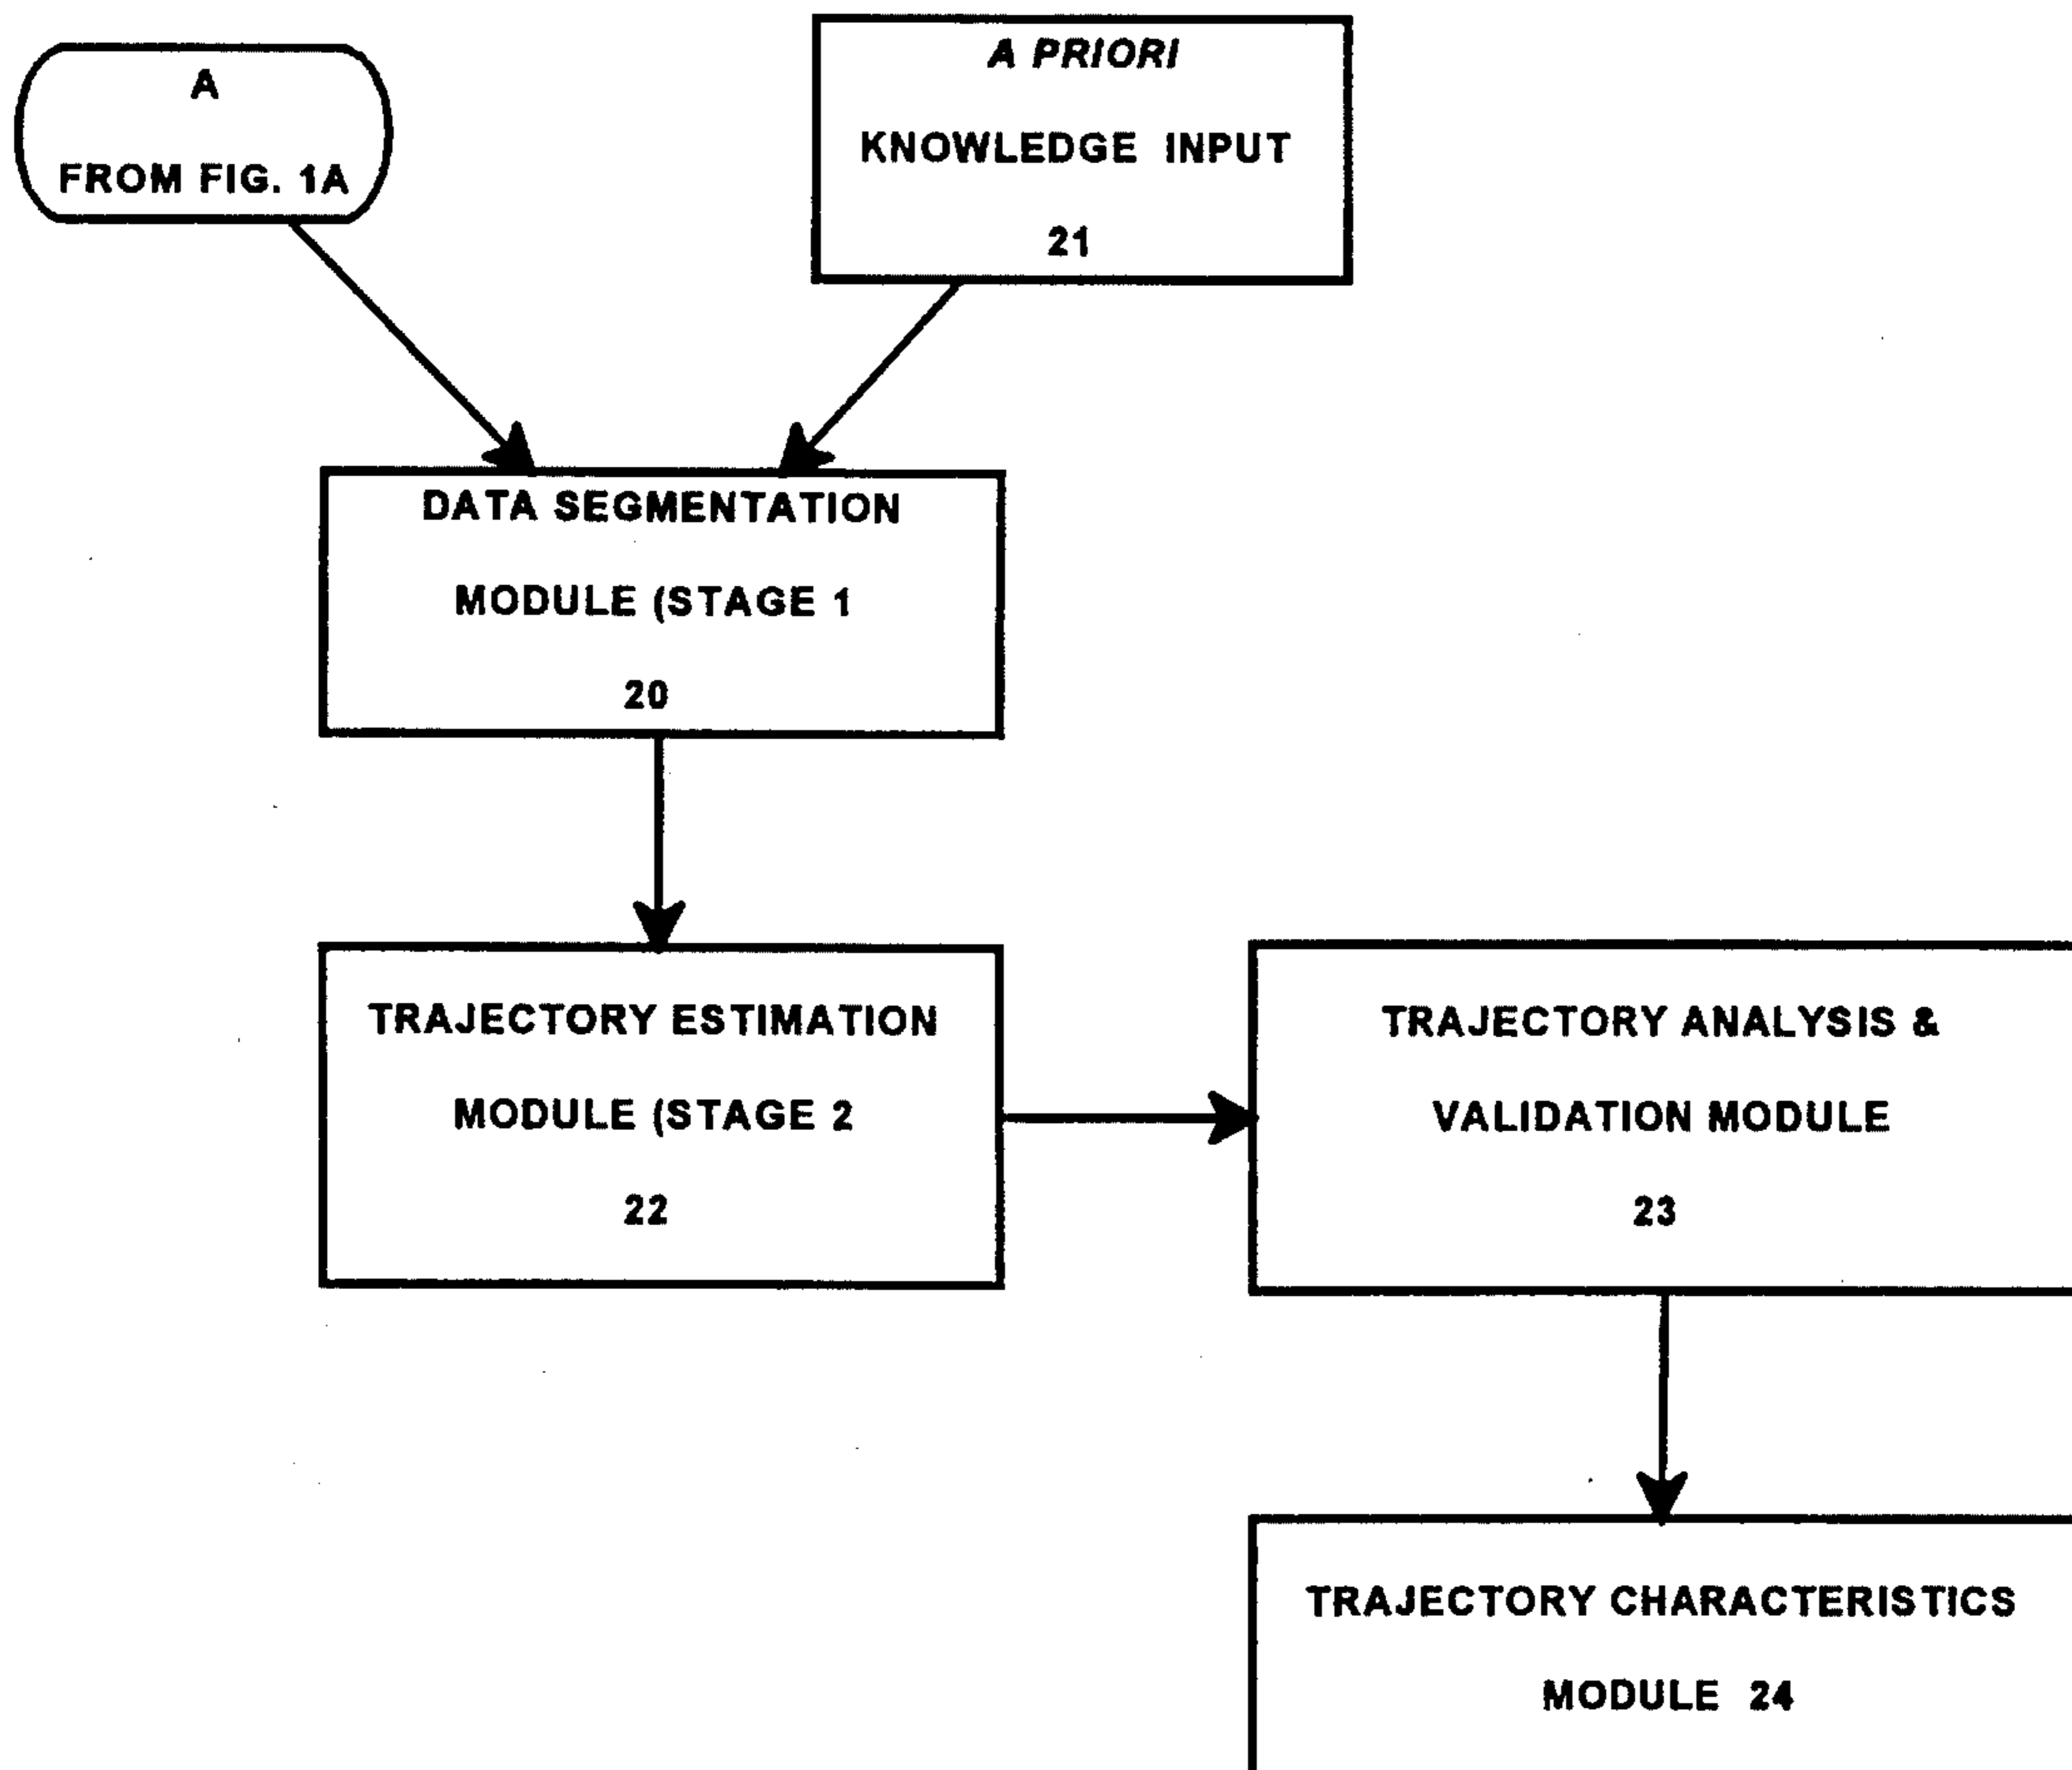 A
FROM FIG. 1A
A PRIORI
KNOWLEDGE INPUT
21
DATA SEGMENTATION
MODULE (STAGE 1
20
TRAJECTORY ESTIMATION
MODULE (STAGE 2
22
TRAJECTORY ANALYSIS &
VALIDATION MODULE
23
TRAJECTORY CHARACTERISTICS
MODULE 24